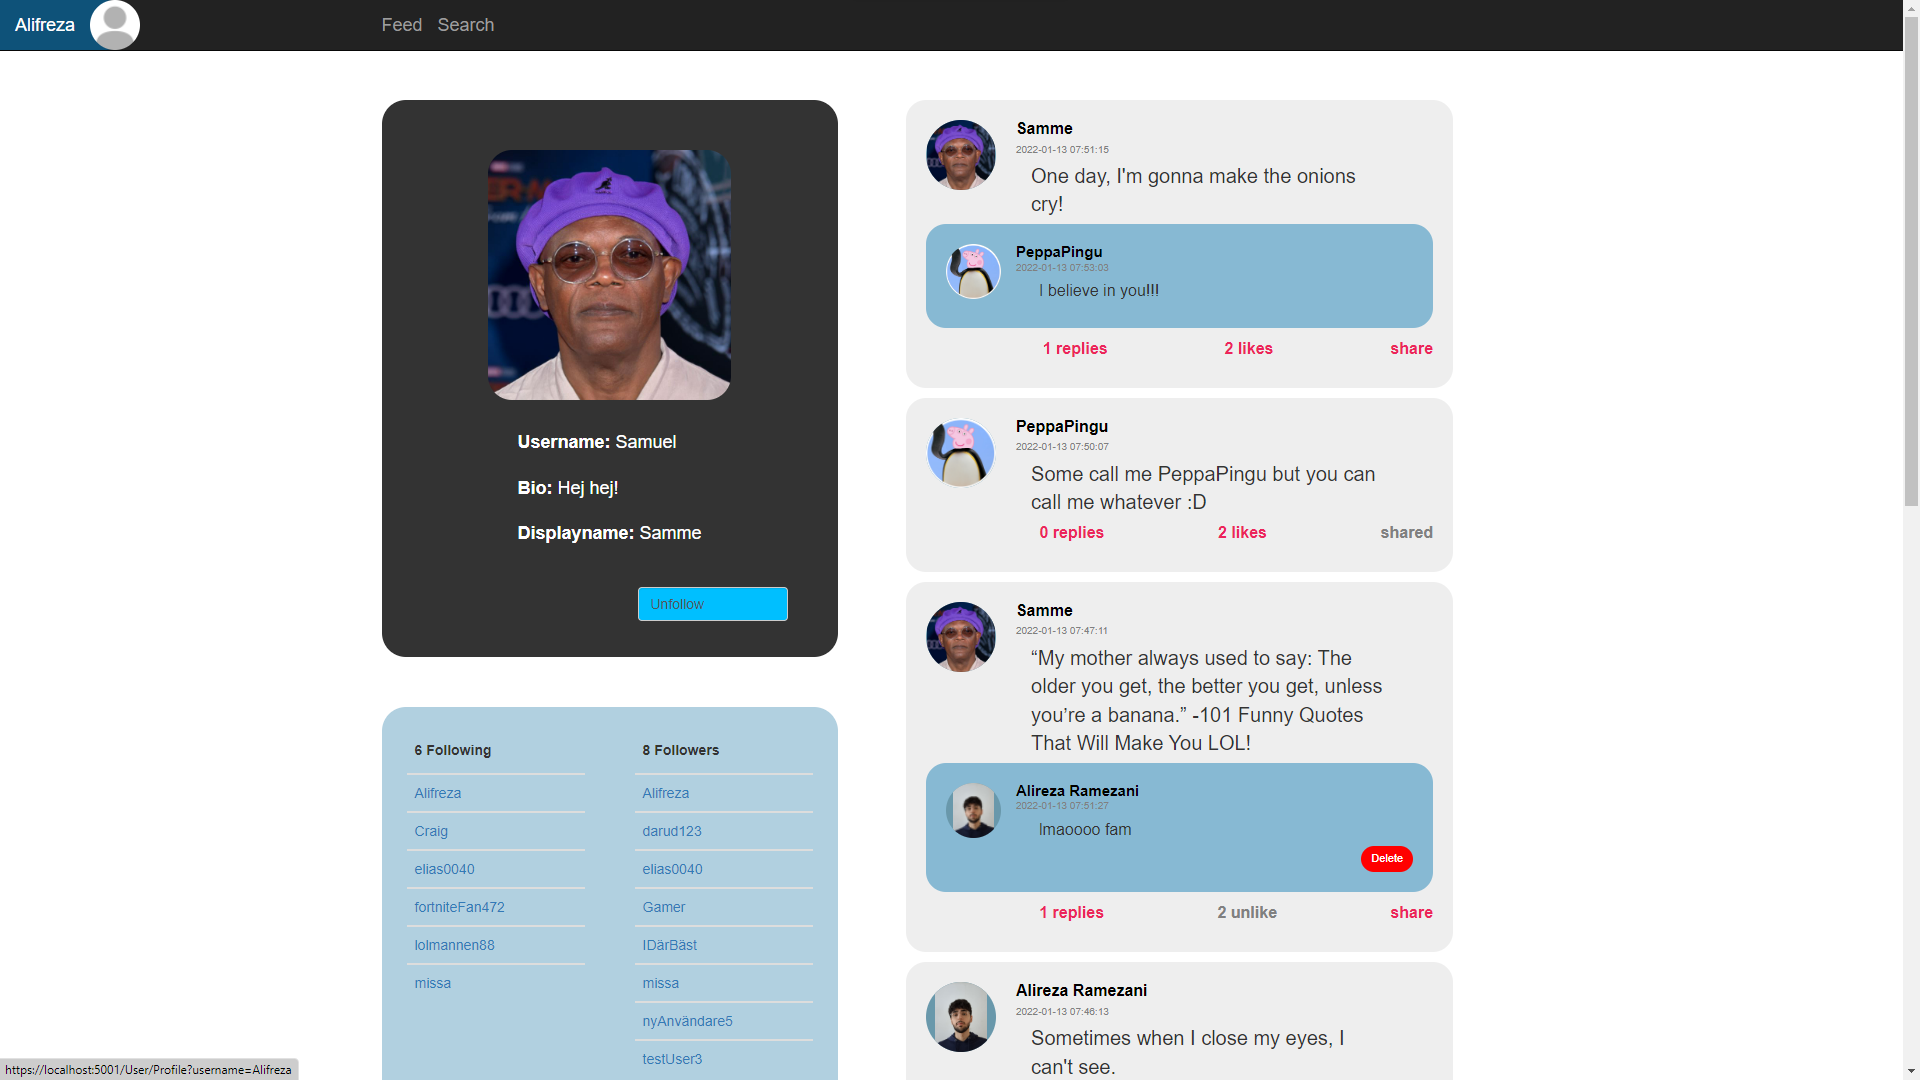 Alifreza
Feed Search
Username: Samuel
Bio: Hej hej!
Displayname: Samme
Unfollow
6 Following
Alifreza
Craig
elias0040
fortniteFan472
lolmannen88
missa
8 Followers
Alifreza
darud123
elias0040
Gamer
IDärBäst
missa
nyAnvändare5
testUser3
Samme
2022-01-13 07:51:15
One day, I'm gonna make the onions
cry!
PeppaPingu
2022-01-13 07:53:03
I believe in you!!!
1 replies 2 likes share
PeppaPingu
2022-01-13 07:50:07
Some call me PeppaPingu but you can
call me whatever :D
0 replies 2 likes shared
Samme
2022-01-13 07:47:11
“My mother always used to say: The
older you get, the better you get, unless
you’re a banana.” -101 Funny Quotes
That Will Make You LOL!
Alireza Ramezani
2022-01-13 07:51:27
lmaoooo fam
Delete
1 replies 2 unlike share
Alireza Ramezani
2022-01-13 07:46:13
Sometimes when I close my eyes, I
can't see.
https://localhost:5001/User/Profile?username=Alifreza